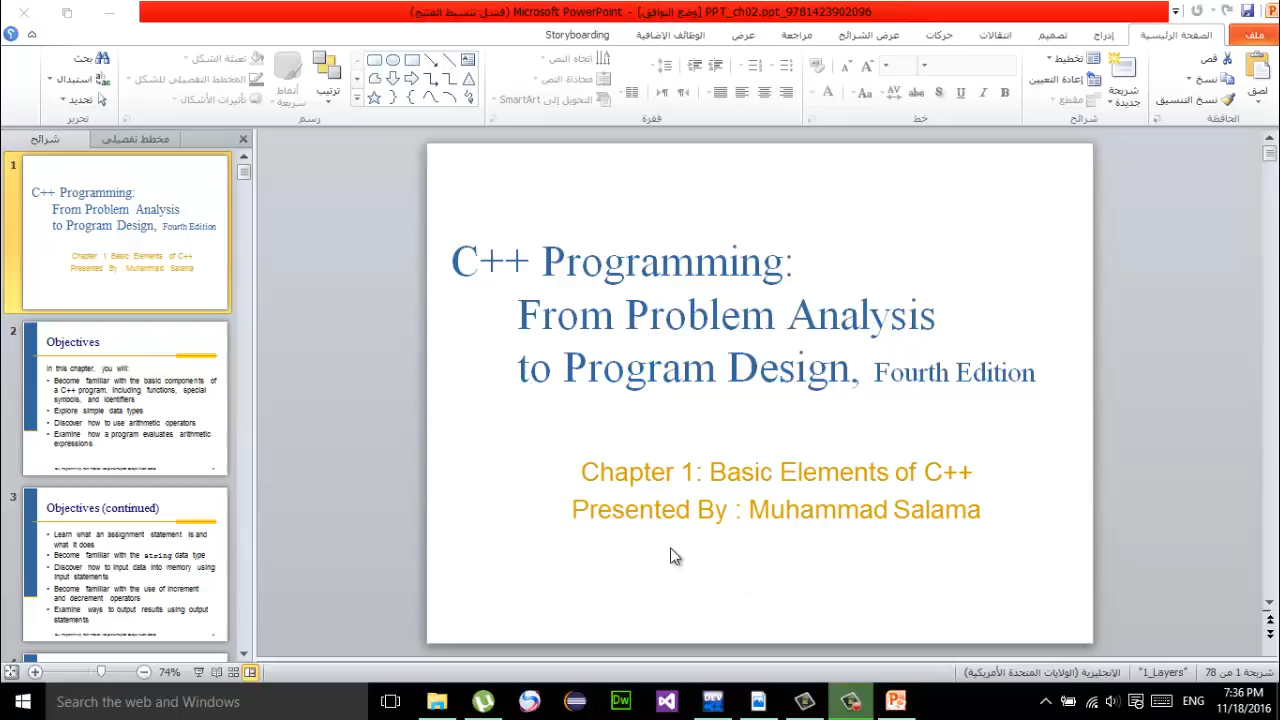 PPT_ch02.ppt_9781423902096 [وضع التوافق] - Microsoft PowerPoint (فشل تنشيط المنتج)
ملف
الصفحة الرئيسية
إدراج
تصميم
انتقالات
حركات
عرض الشرائح
مراجعة
عرض
الوظائف الإضافية
Storyboarding
لصق
قص
نسخ
نسخ التنسيق
الحافظة
شريحة جديدة
تخطيط
إعادة التعيين
مقطع
شرائح
خط
اتجاه النص
محاذاة النص
التحويل إلى SmartArt
فقرة
ترتيب
أنماط سريعة
تعبئة الشكل
المخطط التفصيلي للشكل
تأثيرات الأشكال
رسم
بحث
استبدال
تحديد
تحرير
شرائح
مخطط تفصيلي
1
C++ Programming:
From Problem Analysis
to Program Design, Fourth Edition
Chapter 1: Basic Elements of C++
Presented By : Muhammad Salama
2
Objectives
In this chapter, you will:
• Become familiar with the basic components of
a C++ program, including functions, special
symbols, and identifiers
• Explore simple data types
• Discover how to use arithmetic operators
• Examine how a program evaluates arithmetic
expressions
3
Objectives (continued)
• Learn what an assignment statement is and
what it does
• Become familiar with the string data type
• Discover how to input data into memory using
input statements
• Become familiar with the use of increment
and decrement operators
• Examine ways to output results using output
statements
C++ Programming:
From Problem Analysis
to Program Design, Fourth Edition
Chapter 1: Basic Elements of C++
Presented By : Muhammad Salama
شريحة 1 من 78
"1_Layers"
الإنجليزية (الولايات المتحدة الأمريكية)
74%
Search the web and Windows
Dw
DEV
ENG
7:36 PM
11/18/2016